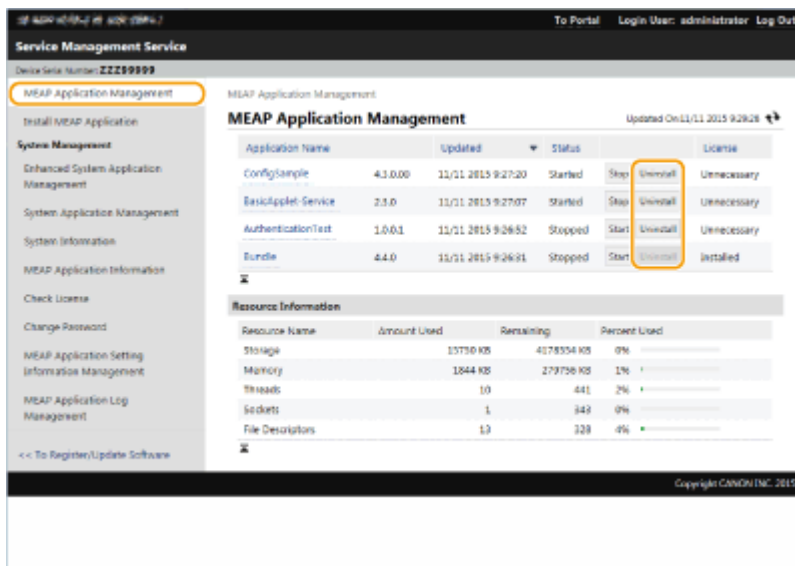 To Portal Login User: administrator Log Out
Service Management Service
Device Serial Number: ZZZ99999
MEAP Application Management
Install MEAP Application
System Management
Enhanced System Application
Management
System Application Management
System Information
MEAP Application Information
Check License
Change Password
MEAP Application Setting
Information Management
MEAP Application Log
Management
<< To Register/Update Software
MEAP Application Management
MEAP Application Management Updated On:11/11 2015 9:29:28
Application Name Updated Status License
ConfigSample 4.3.0.00 11/11 2015 9:27:20 Started Stop Uninstall Unnecessary
BasicApplet-Service 2.3.0 11/11 2015 9:27:07 Started Stop Uninstall Unnecessary
AuthenticationTest 1.0.0.1 11/11 2015 9:26:52 Stopped Start Uninstall Unnecessary
Bundle 4.4.0 11/11 2015 9:26:31 Stopped Start Uninstall Installed
Resource Information
Resource Name Amount Used Remaining Percent Used
Storage 15750 KB 4178554 KB 0%
Memory 1844 KB 279756 KB 1%
Threads 10 441 2%
Sockets 1 343 0%
File Descriptors 13 328 4%
Copyright CANON INC. 2015